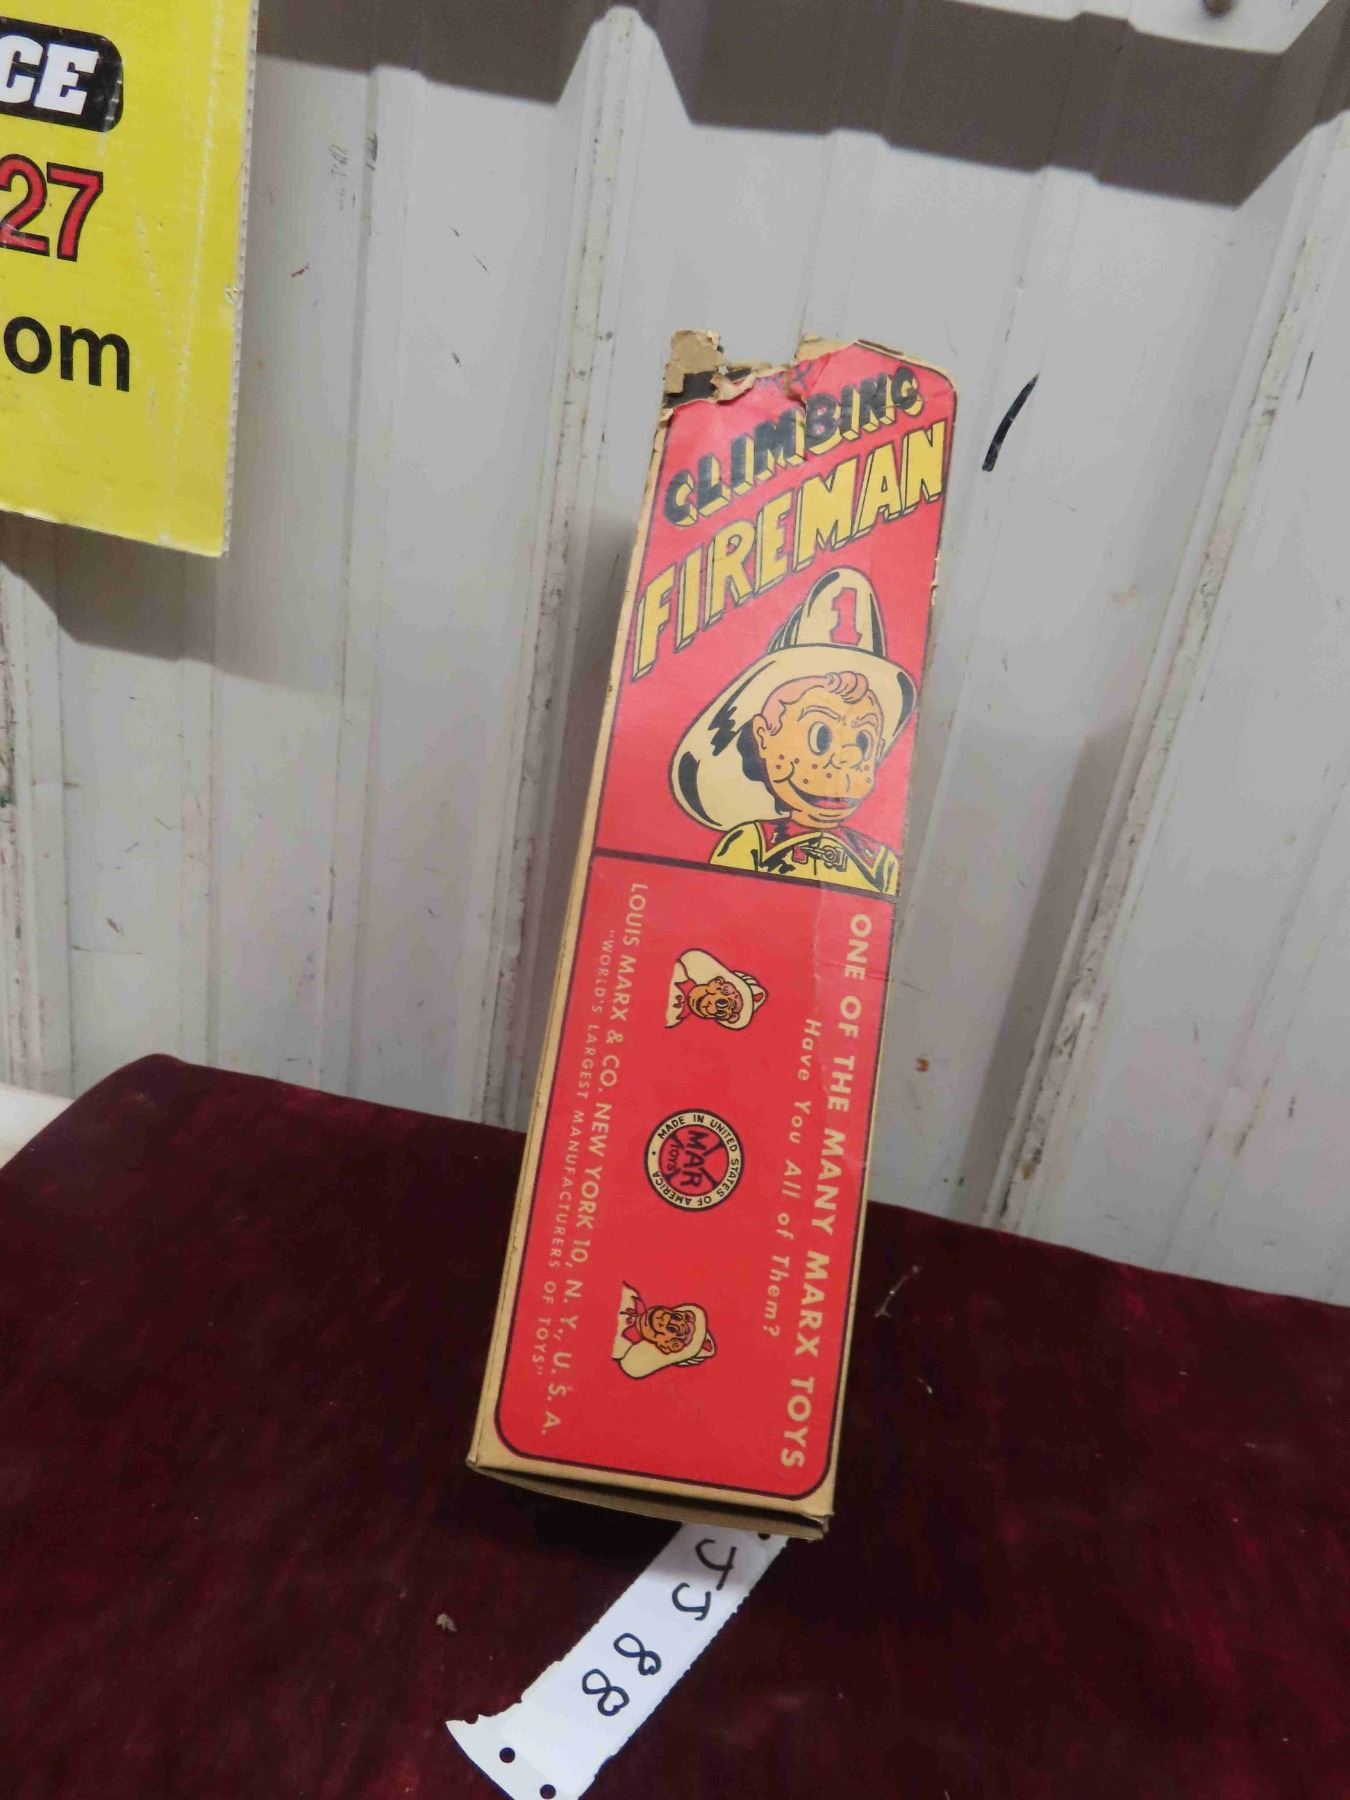 CE
27
om
CLIMBING
FIREMAN
1
ONE OF THE MANY MARX TOYS
Have You All of Them?
MADE IN UNITED STATES OF AMERICA
MAR
TOYS
LOUIS MARX & CO. NEW YORK 10, N. Y., U. S. A.
"WORLD'S LARGEST MANUFACTURERS OF TOYS"
JJ 88